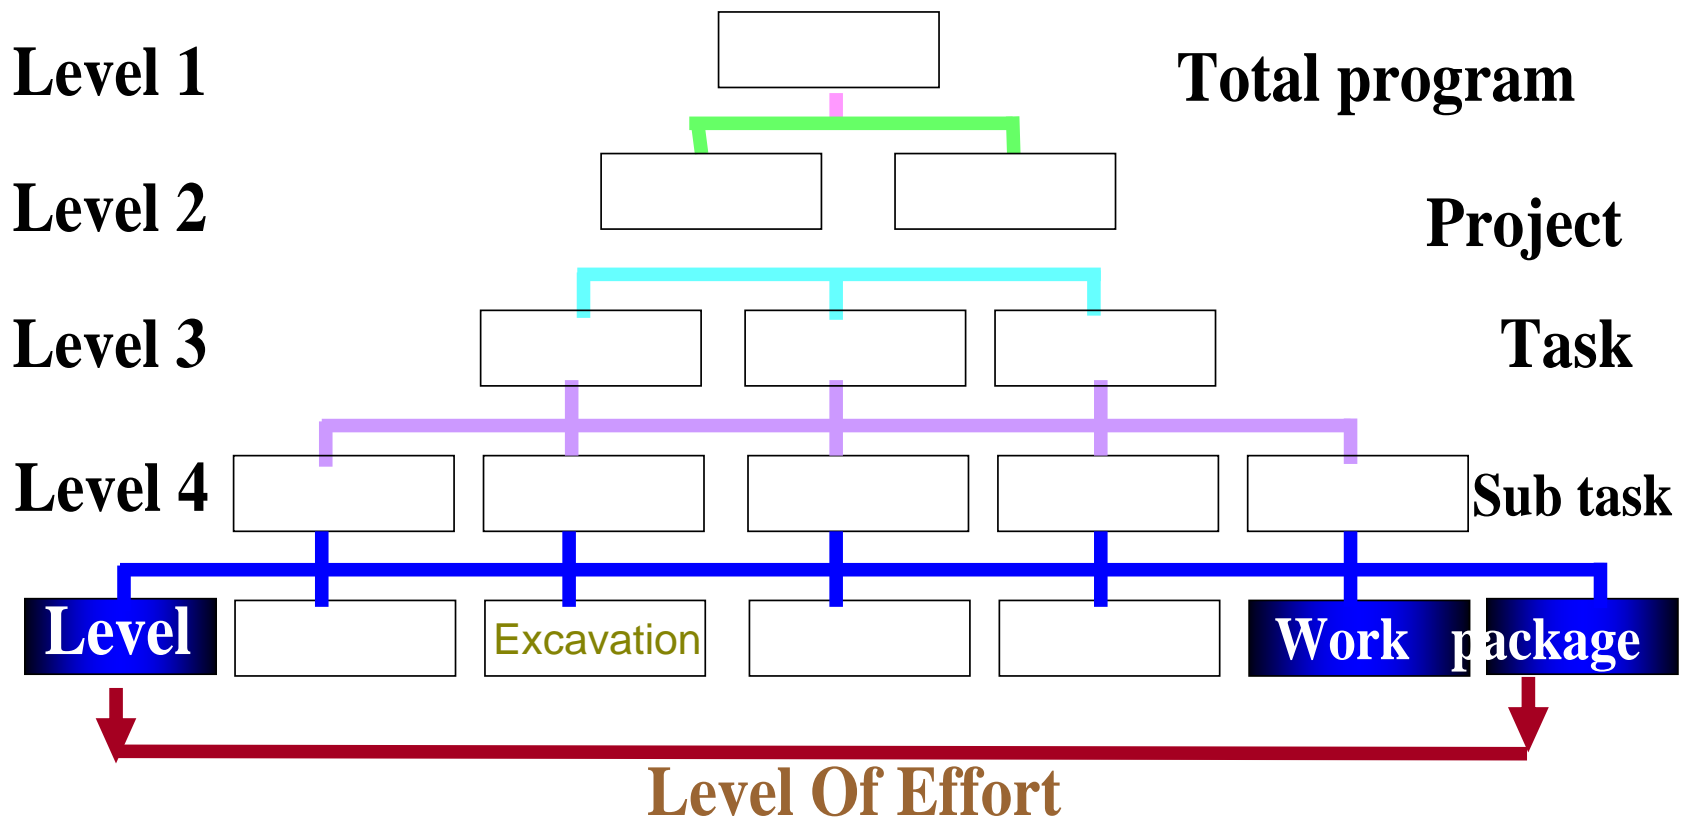 Level 1
Total program
Level 2
Project
Level 3
Task
Level 4
Sub task
Level
Excavation
Work package
Level Of Effort